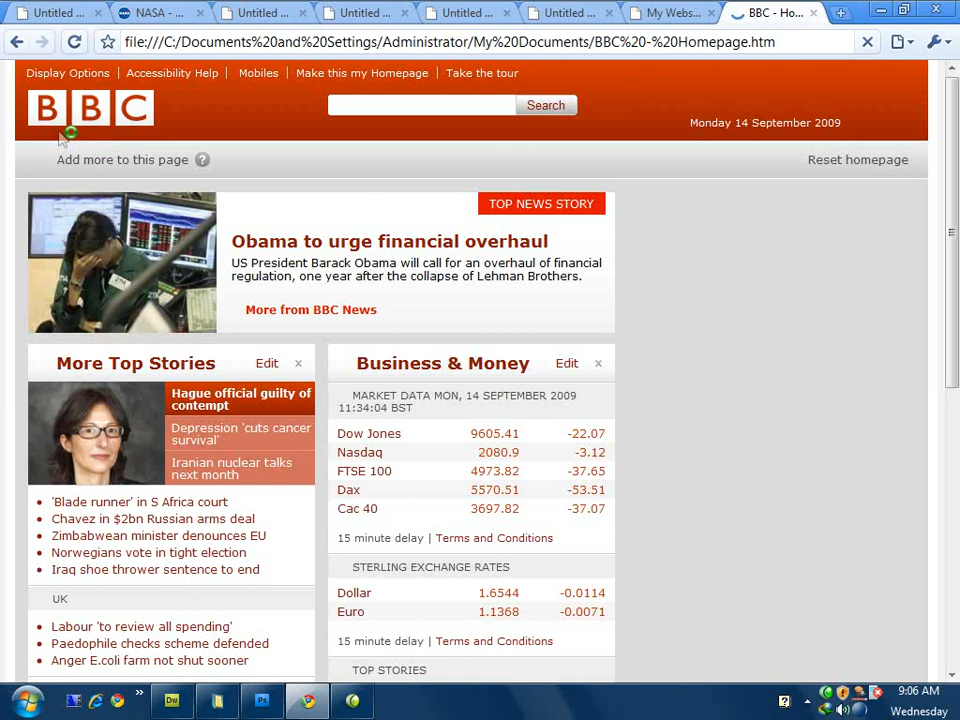 Untitled ...
NASA - ...
Untitled ...
Untitled ...
Untitled ...
Untitled ...
My Webs...
BBC - Ho...
file:///C:/Documents%20and%20Settings/Administrator/My%20Documents/BBC%20-%20Homepage.htm
Display Options
Accessibility Help
Mobiles
Make this my Homepage
Take the tour
BBC
Search
Monday 14 September 2009
Add more to this page ?
Reset homepage
TOP NEWS STORY
Obama to urge financial overhaul
US President Barack Obama will call for an overhaul of financial
regulation, one year after the collapse of Lehman Brothers.
More from BBC News
More Top Stories Edit ×
Hague official guilty of
contempt
Depression 'cuts cancer
survival'
Iranian nuclear talks
next month
'Blade runner' in S Africa court
Chavez in $2bn Russian arms deal
Zimbabwean minister denounces EU
Norwegians vote in tight election
Iraq shoe thrower sentence to end
UK
Labour 'to review all spending'
Paedophile checks scheme defended
Anger E.coli farm not shut sooner
Business & Money Edit ×
MARKET DATA MON, 14 SEPTEMBER 2009
11:34:04 BST
Dow Jones 9605.41 -22.07
Nasdaq 2080.9 -3.12
FTSE 100 4973.82 -37.65
Dax 5570.51 -53.51
Cac 40 3697.82 -37.07
15 minute delay | Terms and Conditions
STERLING EXCHANGE RATES
Dollar 1.6544 -0.0114
Euro 1.1368 -0.0071
15 minute delay | Terms and Conditions
TOP STORIES
Dw
Ps
9:06 AM
Wednesday